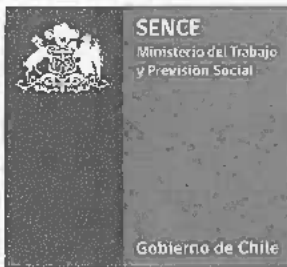 SENCE
Ministerio del Trabajo
y Previsión Social
Gobierno de Chile